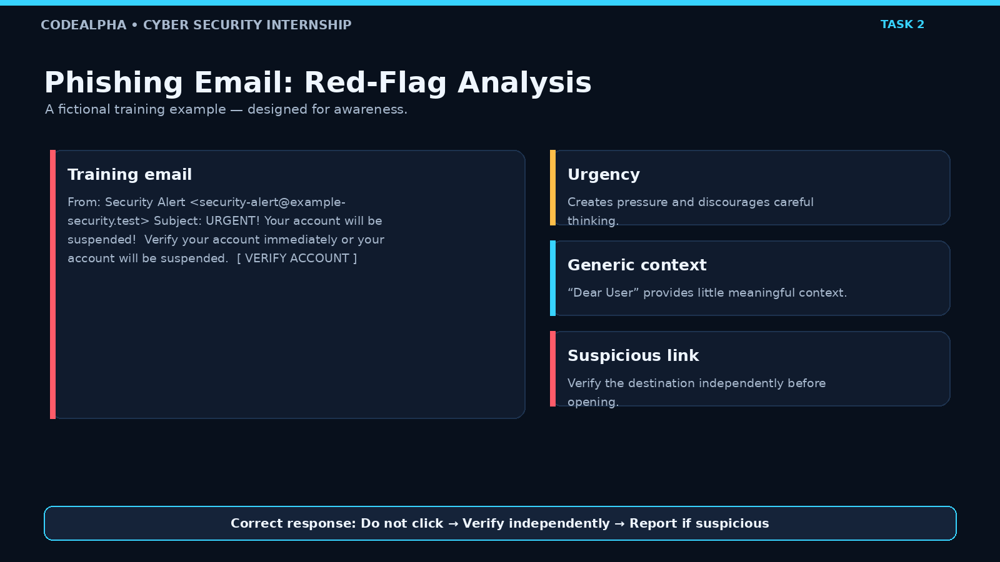 CODEALPHA • CYBER SECURITY INTERNSHIP
TASK 2
Phishing Email: Red-Flag Analysis
A fictional training example — designed for awareness.
Training email
From: Security Alert <security-alert@example-
security.test> Subject: URGENT! Your account will be
suspended!  Verify your account immediately or your
account will be suspended.  [ VERIFY ACCOUNT ]
Urgency
Creates pressure and discourages careful
thinking.
Generic context
“Dear User” provides little meaningful context.
Suspicious link
Verify the destination independently before
opening.
Correct response: Do not click → Verify independently → Report if suspicious